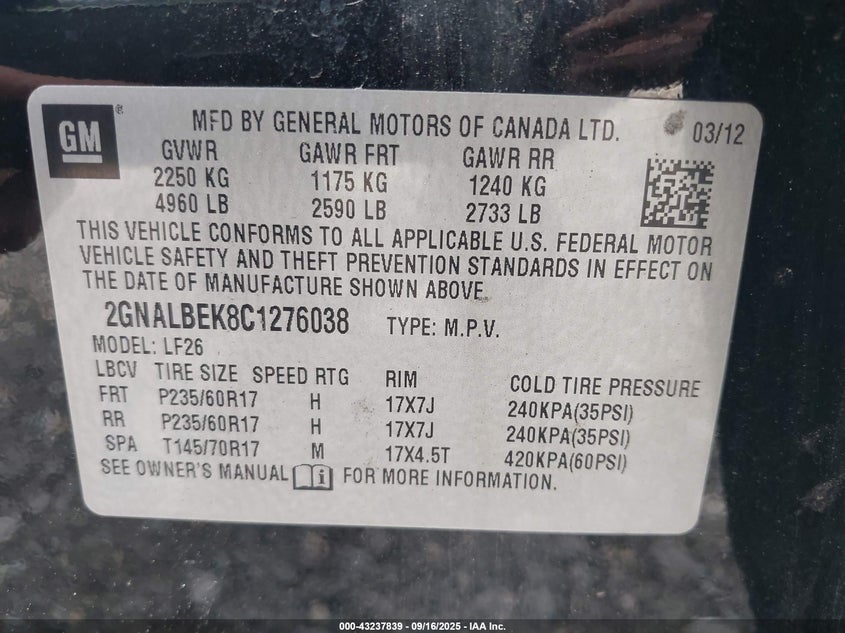 GM ®
MFD BY GENERAL MOTORS OF CANADA LTD. 03/12
GVWR GAWR FRT GAWR RR
2250 KG 1175 KG 1240 KG
4960 LB 2590 LB 2733 LB
THIS VEHICLE CONFORMS TO ALL APPLICABLE U.S. FEDERAL MOTOR
VEHICLE SAFETY AND THEFT PREVENTION STANDARDS IN EFFECT ON
THE DATE OF MANUFACTURE SHOWN ABOVE.
2GNALBEK8C1276038 TYPE: M.P.V.
MODEL: LF26
LBCV TIRE SIZE SPEED RTG RIM COLD TIRE PRESSURE
FRT P235/60R17 H 17X7J 240KPA(35PSI)
RR P235/60R17 H 17X7J 240KPA(35PSI)
SPA T145/70R17 M 17X4.5T 420KPA(60PSI)
SEE OWNER'S MANUAL i FOR MORE INFORMATION.
000-43237839 - 09/16/2025 - IAA Inc.